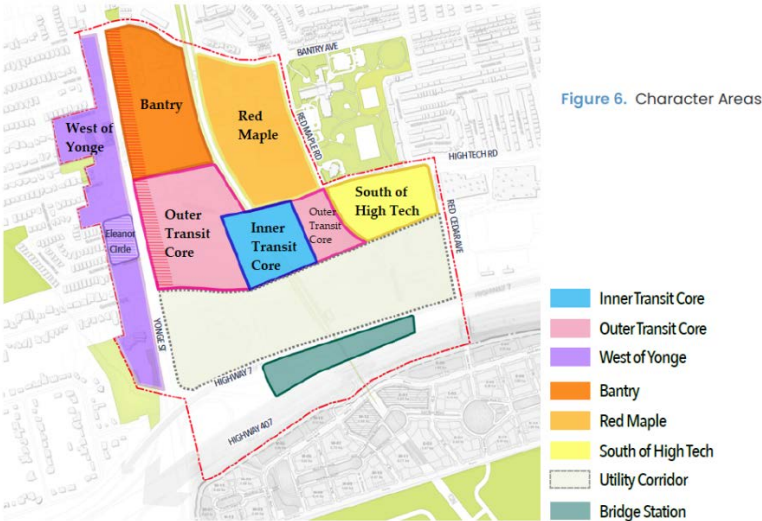 BANTRY AVE
Bantry
Red
Maple
West of
Yonge
RED MAPLE RD
HIGH TECH RD
Outer
Transit
Core
Eleanor
Circle
Inner
Transit
Core
Outer
Transit
Core
South of
High Tech
RED CEDAR AVE
YONGE ST
HIGHWAY 7
HIGHWAY 7
HIGHWAY 407
Figure 6. Character Areas
Inner Transit Core
Outer Transit Core
West of Yonge
Bantry
Red Maple
South of High Tech
Utility Corridor
Bridge Station